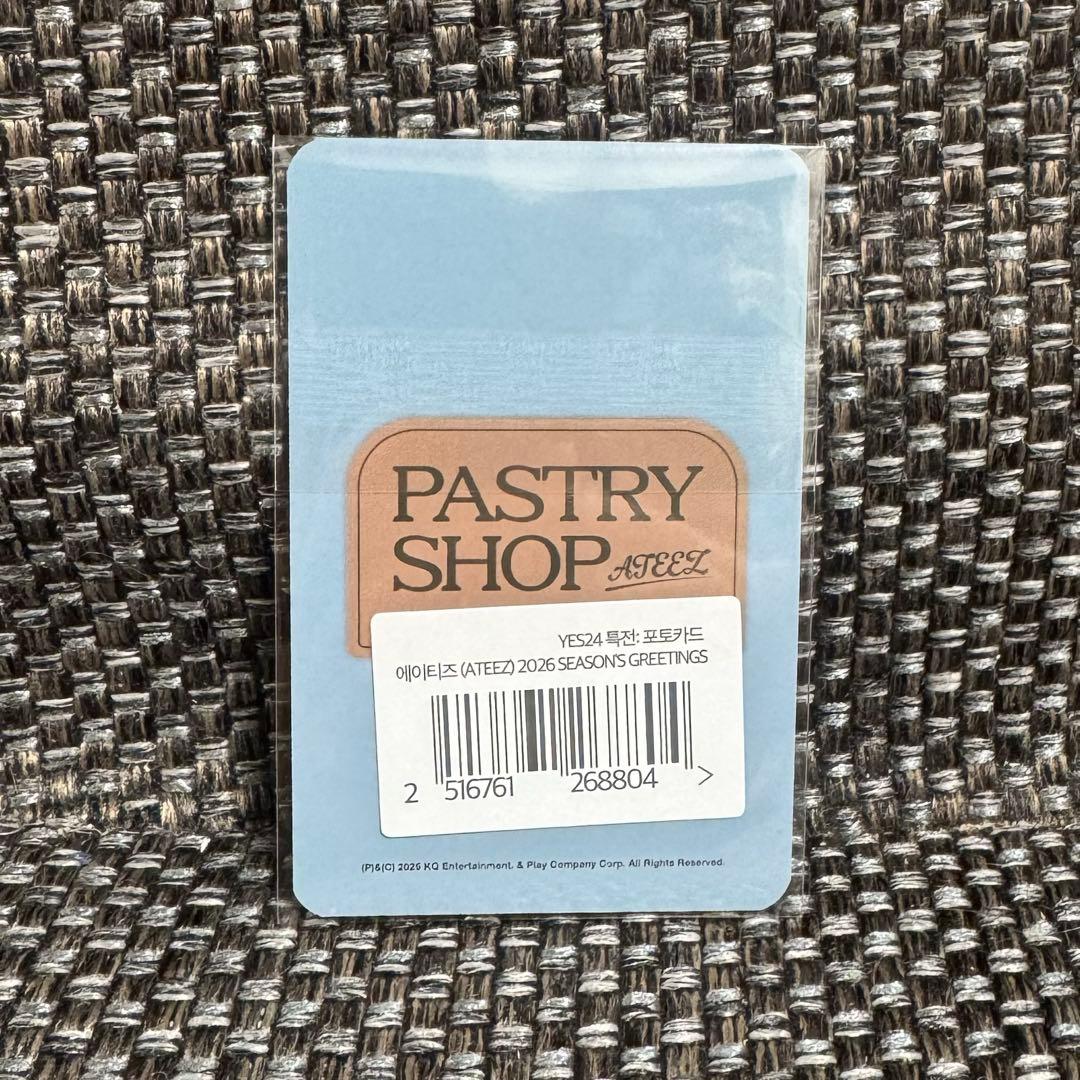 PASTRY
SHOP ATEEZ
YES24 특전: 포토카드
에이티즈 (ATEEZ) 2026 SEASON'S GREETINGS
2 516761 268804 >
(P)&(C) 2026 KQ Entertainment. & Play Company Corp. All Rights Reserved.